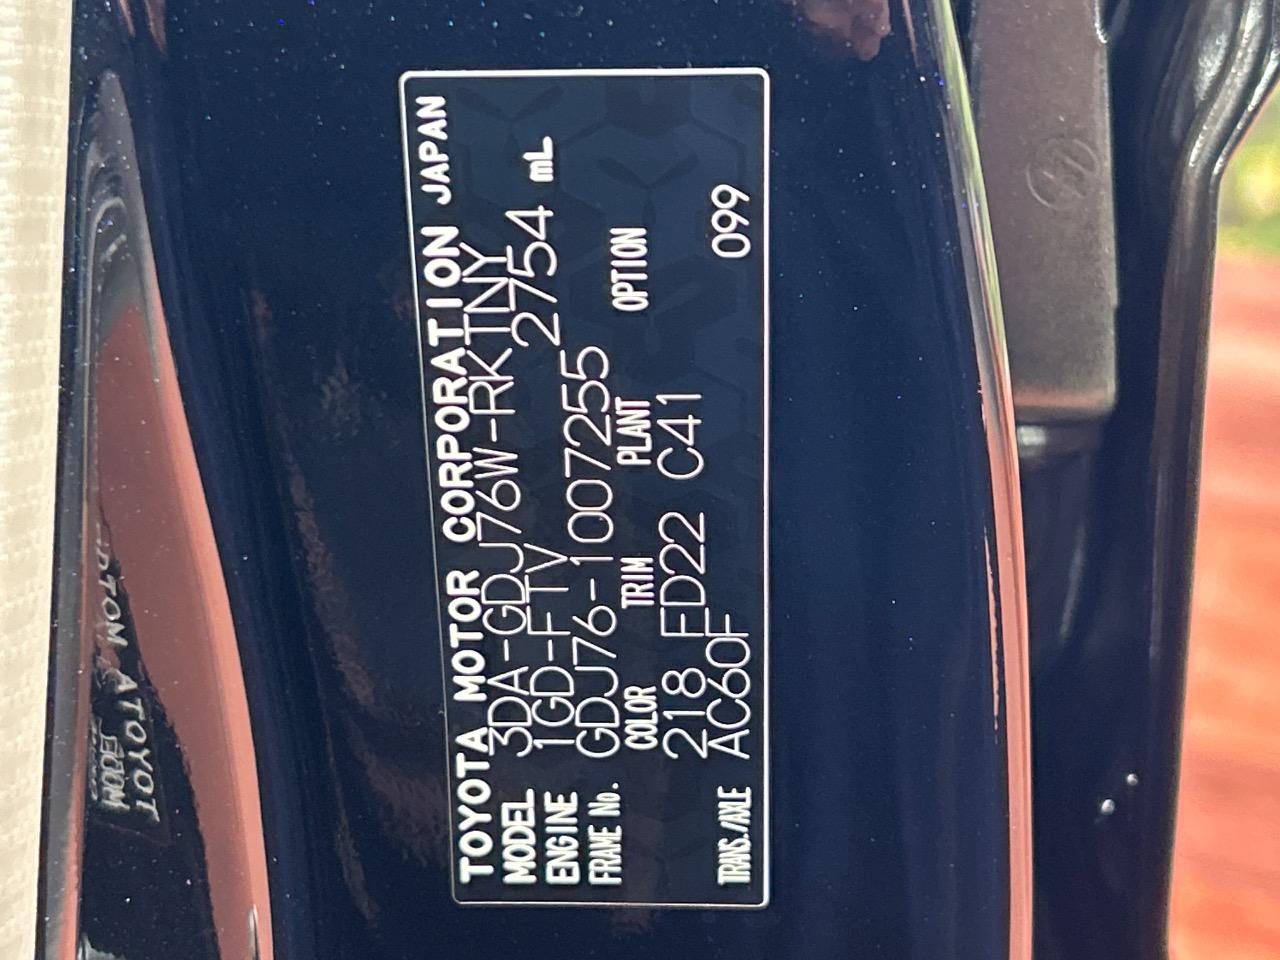 TOYOTA MOTOR CORPORATION JAPAN
MODEL 3DA-GDJ76W-RKTNY
ENGINE 1GD-FTV 2754 mL
FRAME No. GDJ76-1007255
COLOR TRIM PLANT OPTION
218 FD22 C41
TRANS./AXLE AC60F 099